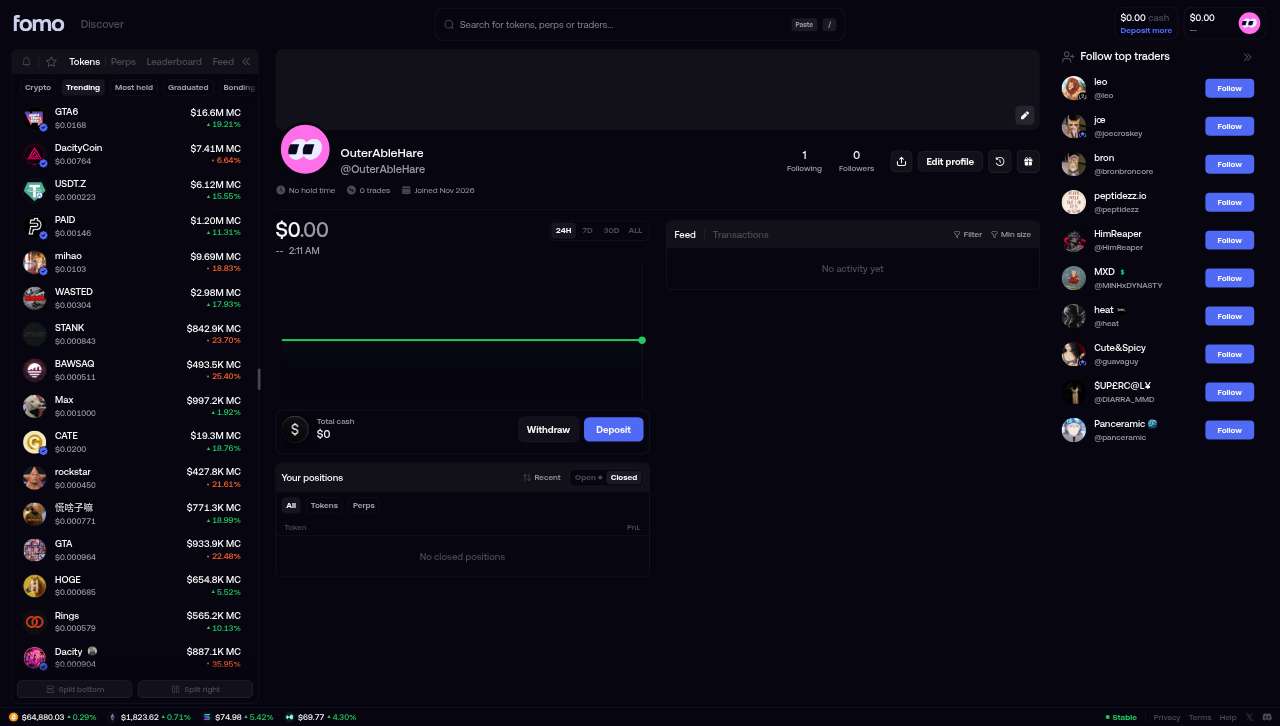 fomo Discover Search for tokens, perps or traders... Paste / $0.00 cash Deposit more $0.00 --
Tokens Perps Leaderboard Feed
Crypto Trending Most held Graduated Bonding
GTA6 $16.6M MC
$0.0168 19.21%
DacityCoin $7.41M MC
$0.00764 6.64%
USDT.Z $6.12M MC
$0.000223 15.55%
PAID $1.20M MC
$0.00146 11.31%
mihao $9.69M MC
$0.0103 18.83%
WASTED $2.98M MC
$0.00304 17.93%
STANK $842.9K MC
$0.000843 23.70%
BAWSAQ $493.5K MC
$0.000511 25.40%
Max $997.2K MC
$0.001000 1.92%
CATE $19.3M MC
$0.0200 18.76%
rockstar $427.8K MC
$0.000450 21.61%
慌啥子嘛 $771.3K MC
$0.000771 18.99%
GTA $933.9K MC
$0.000964 22.48%
HOGE $654.8K MC
$0.000685 5.52%
Rings $565.2K MC
$0.000579 10.13%
Dacity $887.1K MC
$0.000904 35.95%
Split bottom Split right
OuterAbleHare
@OuterAbleHare
1 Following
0 Followers
Edit profile
No hold time 0 trades Joined Nov 2026
$0.00
-- 2:11 AM
24H 7D 30D ALL
Total cash
$0
Withdraw Deposit
Your positions Recent Open Closed
All Tokens Perps
Token PnL
No closed positions
Feed Transactions Filter Min size
No activity yet
Follow top traders
leo
@leo
Follow
jce
@joecroskey
Follow
bron
@bronbroncore
Follow
peptidezz.io
@peptidezz
Follow
HimReaper
@HimReaper
Follow
MXD
@MINHxDYNASTY
Follow
heat
@heat
Follow
Cute&Spicy
@guavaguy
Follow
$UP£RC@L¥
@DIARRA_MMD
Follow
Panceramic
@panceramic
Follow
$64,880.03 0.29% $1,823.62 0.71% $74.98 5.42% $69.77 4.30% Stable Privacy Terms Help